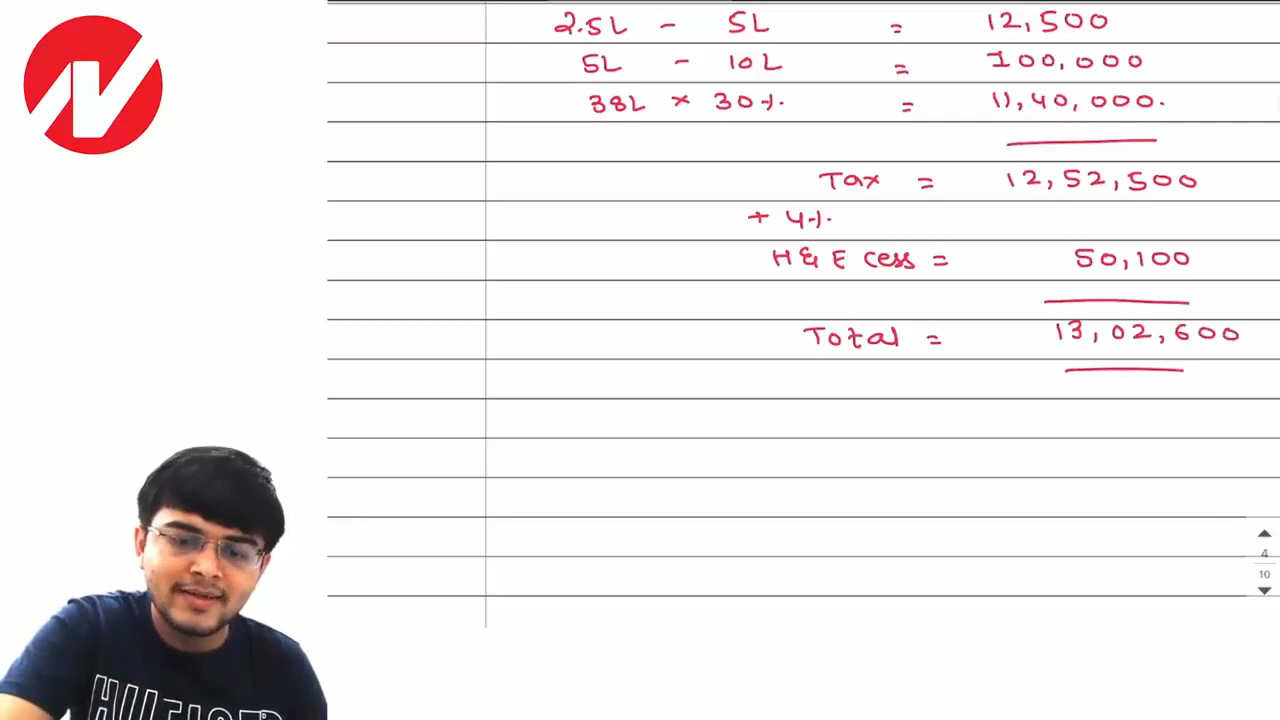 2.5L - 5L = 12,500
5L - 10L = 100,000
38L × 30% = 11,40,000.
Tax = 12,52,500
+ 4%
H & E cess = 50,100
Total = 13,02,600
4
10